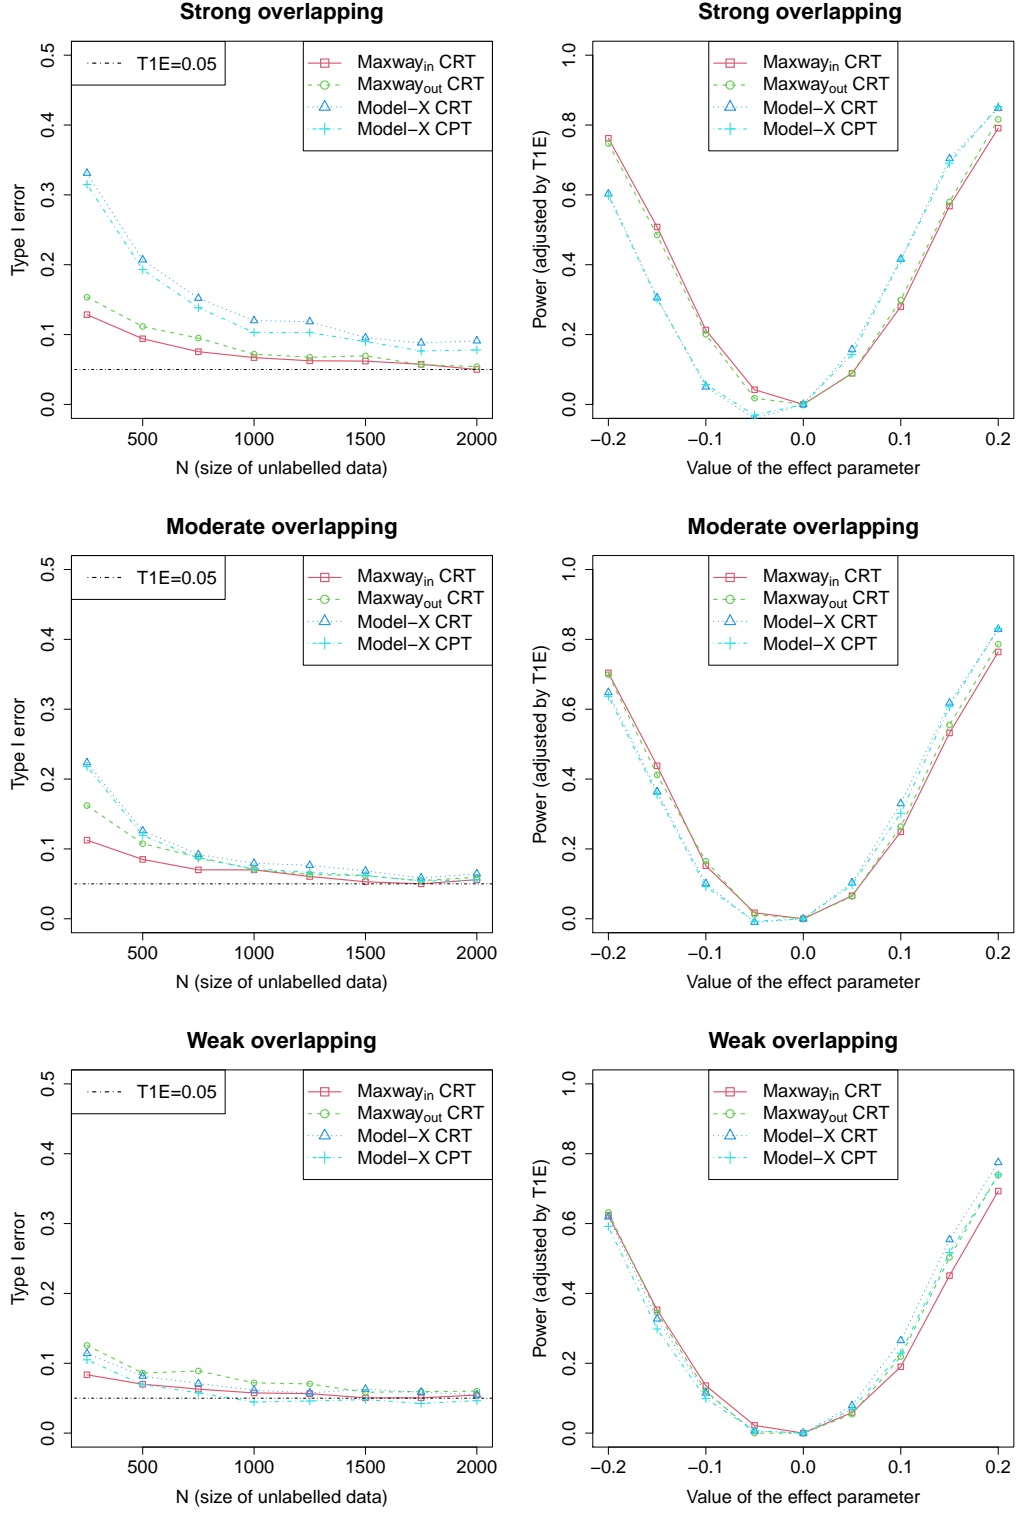 Strong overlapping
Type I error
0.0 0.1 0.2 0.3 0.4 0.5
T1E=0.05
Maxwayin CRT
Maxwayout CRT
Model−X CRT
Model−X CPT
500 1000 1500 2000
N (size of unlabelled data)
Strong overlapping
Power (adjusted by T1E)
0.0 0.2 0.4 0.6 0.8 1.0
Maxwayin CRT
Maxwayout CRT
Model−X CRT
Model−X CPT
−0.2 −0.1 0.0 0.1 0.2
Value of the effect parameter
Moderate overlapping
Type I error
0.0 0.1 0.2 0.3 0.4 0.5
T1E=0.05
Maxwayin CRT
Maxwayout CRT
Model−X CRT
Model−X CPT
500 1000 1500 2000
N (size of unlabelled data)
Moderate overlapping
Power (adjusted by T1E)
0.0 0.2 0.4 0.6 0.8 1.0
Maxwayin CRT
Maxwayout CRT
Model−X CRT
Model−X CPT
−0.2 −0.1 0.0 0.1 0.2
Value of the effect parameter
Weak overlapping
Type I error
0.0 0.1 0.2 0.3 0.4 0.5
T1E=0.05
Maxwayin CRT
Maxwayout CRT
Model−X CRT
Model−X CPT
500 1000 1500 2000
N (size of unlabelled data)
Weak overlapping
Power (adjusted by T1E)
0.0 0.2 0.4 0.6 0.8 1.0
Maxwayin CRT
Maxwayout CRT
Model−X CRT
Model−X CPT
−0.2 −0.1 0.0 0.1 0.2
Value of the effect parameter